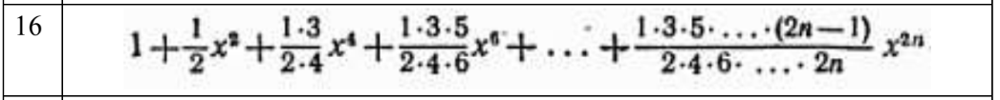 16 1 + 1/2 x² + 1·3/2·4 x⁴ + 1·3·5/2·4·6 x⁶ + ... + 1·3·5· ... ·(2n—1)/2·4·6· ... · 2n x²ⁿ